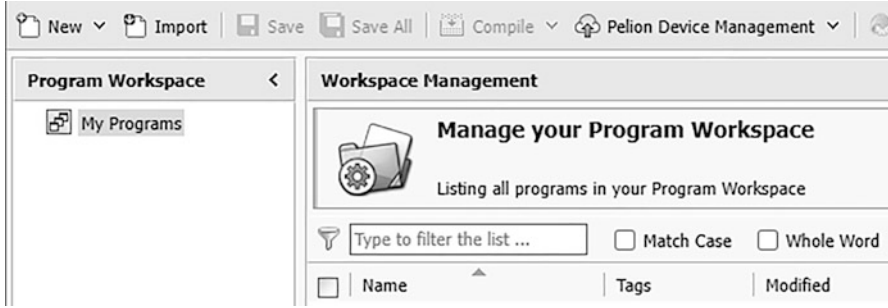 New Import Save Save All Compile Pelion Device Management
Program Workspace Workspace Management
My Programs
Manage your Program Workspace
Listing all programs in your Program Workspace
Type to filter the list ... Match Case Whole Word
Name Tags Modified